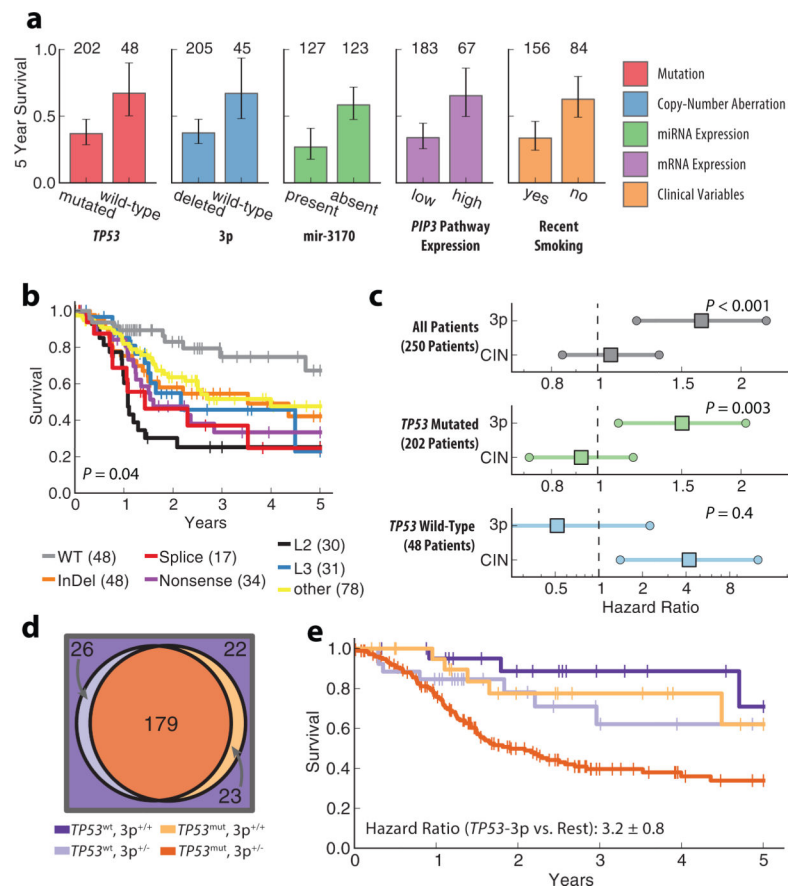 a
5 Year Survival
1.0
0.5
0.0
202 48
mutated wild-type
TP53
205 45
deleted wild-type
3p
127 123
present absent
mir-3170
183 67
low high
PIP3 Pathway
Expression
156 84
yes no
Recent
Smoking
Mutation
Copy-Number Aberration
miRNA Expression
mRNA Expression
Clinical Variables
b
Survival
1.0
0.8
0.6
0.4
0.2
0.0
P = 0.04
0 1 2 3 4 5
Years
WT (48)
InDel (48)
Splice (17)
Nonsense (34)
L2 (30)
L3 (31)
other (78)
c
All Patients
(250 Patients)
3p
CIN
P < 0.001
0.8 1 1.5 2
TP53 Mutated
(202 Patients)
3p
CIN
P = 0.003
0.8 1 1.5 2
TP53 Wild-Type
(48 Patients)
3p
CIN
P = 0.4
0.5 1 2 4 8
Hazard Ratio
d
26 22
179
23
TP53wt, 3p+/+
TP53wt, 3p+/-
TP53mut, 3p+/+
TP53mut, 3p+/-
e
Survival
1.0
0.8
0.6
0.4
0.2
0.0
Hazard Ratio (TP53-3p vs. Rest): 3.2 ± 0.8
0 1 2 3 4 5
Years